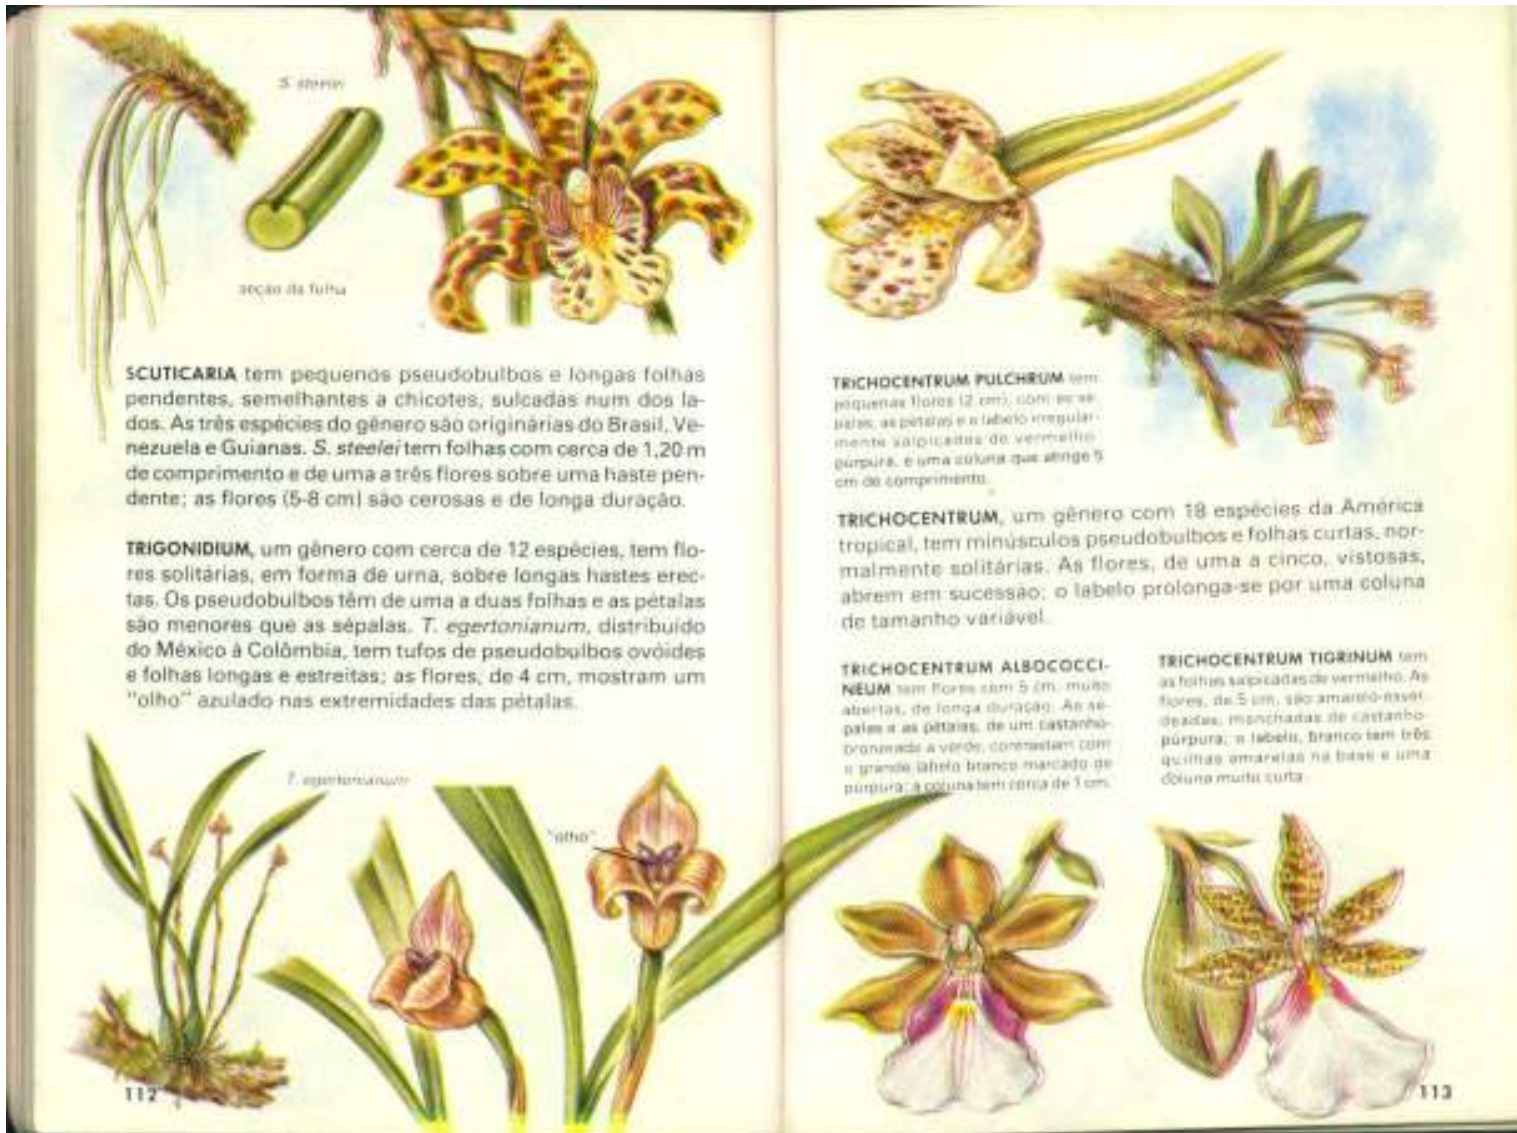 S. steelei
seção da folha
SCUTICARIA tem pequenos pseudobulbos e longas folhas
pendentes, semelhantes a chicotes, sulcadas num dos la-
dos. As três espécies do gênero são originárias do Brasil, Ve-
nezuela e Guianas. S. steelei tem folhas com cerca de 1,20 m
de comprimento e de uma a três flores sobre uma haste pen-
dente; as flores (5-8 cm) são cerosas e de longa duração.
TRIGONIDIUM, um gênero com cerca de 12 espécies, tem flo-
res solitárias, em forma de urna, sobre longas hastes erec-
tas. Os pseudobulbos têm de uma a duas folhas e as pétalas
são menores que as sépalas. T. egertonianum, distribuído
do México à Colômbia, tem tufos de pseudobulbos ovóides
e folhas longas e estreitas; as flores, de 4 cm, mostram um
"olho" azulado nas extremidades das pétalas.
T. egertonianum
"olho"
112
TRICHOCENTRUM PULCHRUM tem
pequenas flores (2 cm), com as sé-
palas, as pétalas e o labelo irregular-
mente salpicados de vermelho-
púrpura, e uma coluna que atinge 5
cm de comprimento.
TRICHOCENTRUM, um gênero com 18 espécies da América
tropical, tem minúsculos pseudobulbos e folhas curtas, nor-
malmente solitárias. As flores, de uma a cinco, vistosas,
abrem em sucessão; o labelo prolonga-se por uma coluna
de tamanho variável.
TRICHOCENTRUM ALBOCOCCI-
NEUM tem flores com 5 cm, muito
abertas, de longa duração. As sé-
palas e as pétalas, de um castanho-
bronzeado a verde, contrastam com
o grande labelo branco marcado de
púrpura; a coluna tem cerca de 1 cm.
TRICHOCENTRUM TIGRINUM tem
as folhas salpicadas de vermelho. As
flores, de 5 cm, são amarelo-esver-
deadas, manchadas de castanho-
púrpura; o labelo, branco tem três
quilhas amarelas na base e uma
coluna muito curta.
113